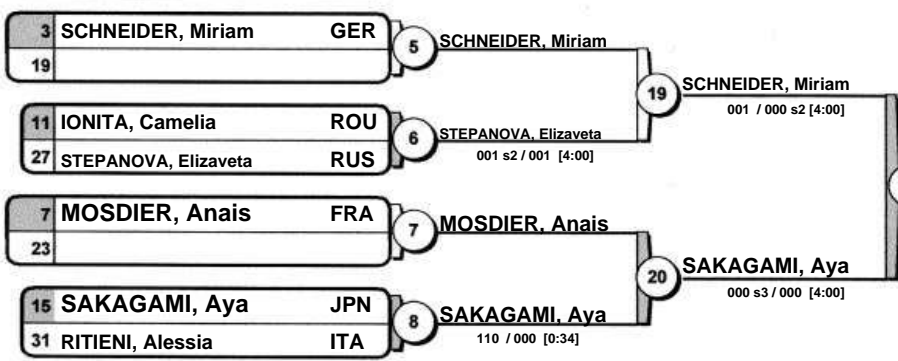 3 SCHNEIDER, Miriam GER
19
5
SCHNEIDER, Miriam
19
SCHNEIDER, Miriam
001 / 000 s2 [4:00]
11 IONITA, Camelia ROU
27 STEPANOVA, Elizaveta RUS
6
STEPANOVA, Elizaveta
001 s2 / 001 [4:00]
7 MOSDIER, Anais FRA
23
7
MOSDIER, Anais
20
SAKAGAMI, Aya
000 s3 / 000 [4:00]
15 SAKAGAMI, Aya JPN
31 RITIENI, Alessia ITA
8
SAKAGAMI, Aya
110 / 000 [0:34]